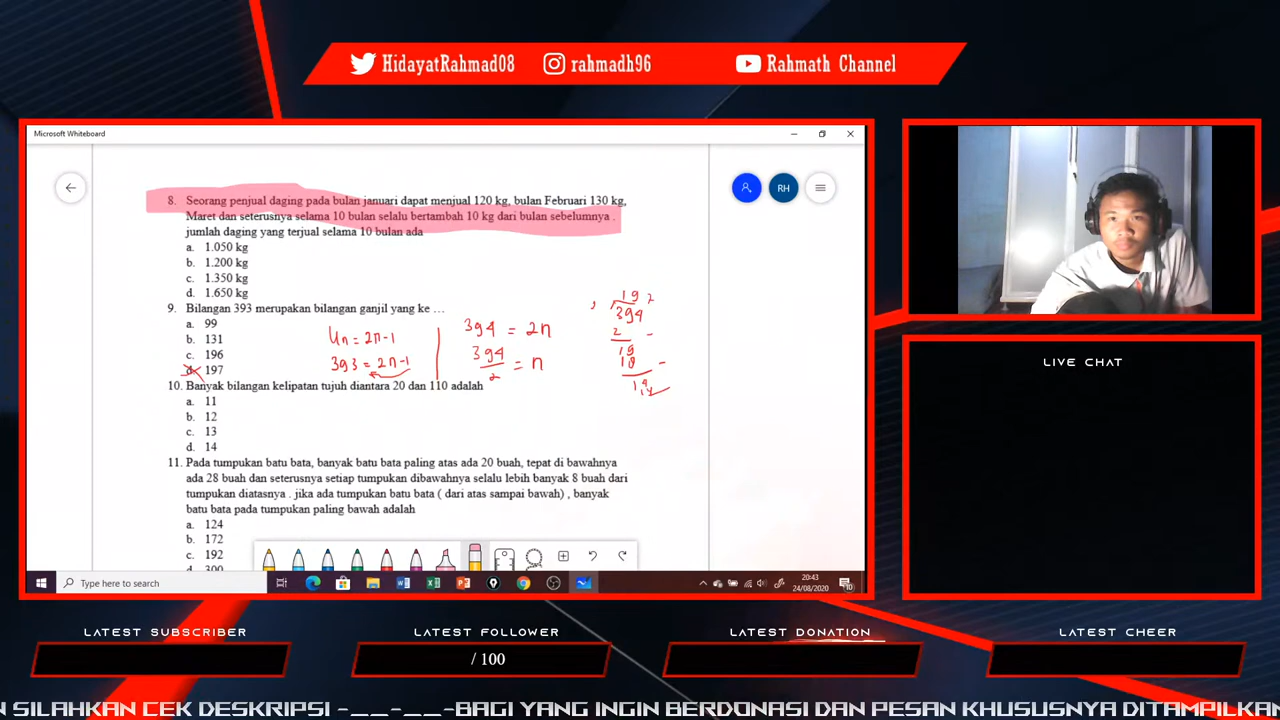 HidayatRahmad08 rahmadh96 Rahmath Channel
Microsoft Whiteboard
RH
8. Seorang penjual daging pada bulan januari dapat menjual 120 kg, bulan Februari 130 kg,
Maret dan seterusnya selama 10 bulan selalu bertambah 10 kg dari bulan sebelumnya .
jumlah daging yang terjual selama 10 bulan ada
a. 1.050 kg
b. 1.200 kg
c. 1.350 kg
d. 1.650 kg
9. Bilangan 393 merupakan bilangan ganjil yang ke …
a. 99
b. 131
c. 196
d. 197
Un = 2n-1
393 = 2n-1
394 = 2n
394 = n
2
19
394
2
19
18
14
10. Banyak bilangan kelipatan tujuh diantara 20 dan 110 adalah
a. 11
b. 12
c. 13
d. 14
11. Pada tumpukan batu bata, banyak batu bata paling atas ada 20 buah, tepat di bawahnya
ada 28 buah dan seterusnya setiap tumpukan dibawahnya selalu lebih banyak 8 buah dari
tumpukan diatasnya . jika ada tumpukan batu bata ( dari atas sampai bawah) , banyak
batu bata pada tumpukan paling bawah adalah
a. 124
b. 172
c. 192
d. 300
Type here to search
20:43
24/08/2020
LIVE CHAT
LATEST SUBSCRIBER LATEST FOLLOWER LATEST DONATION LATEST CHEER
/ 100
N SILAHKAN CEK DESKRIPSI -__-__-BAGI YANG INGIN BERDONASI DAN PESAN KHUSUSNYA DITAMPILKAN